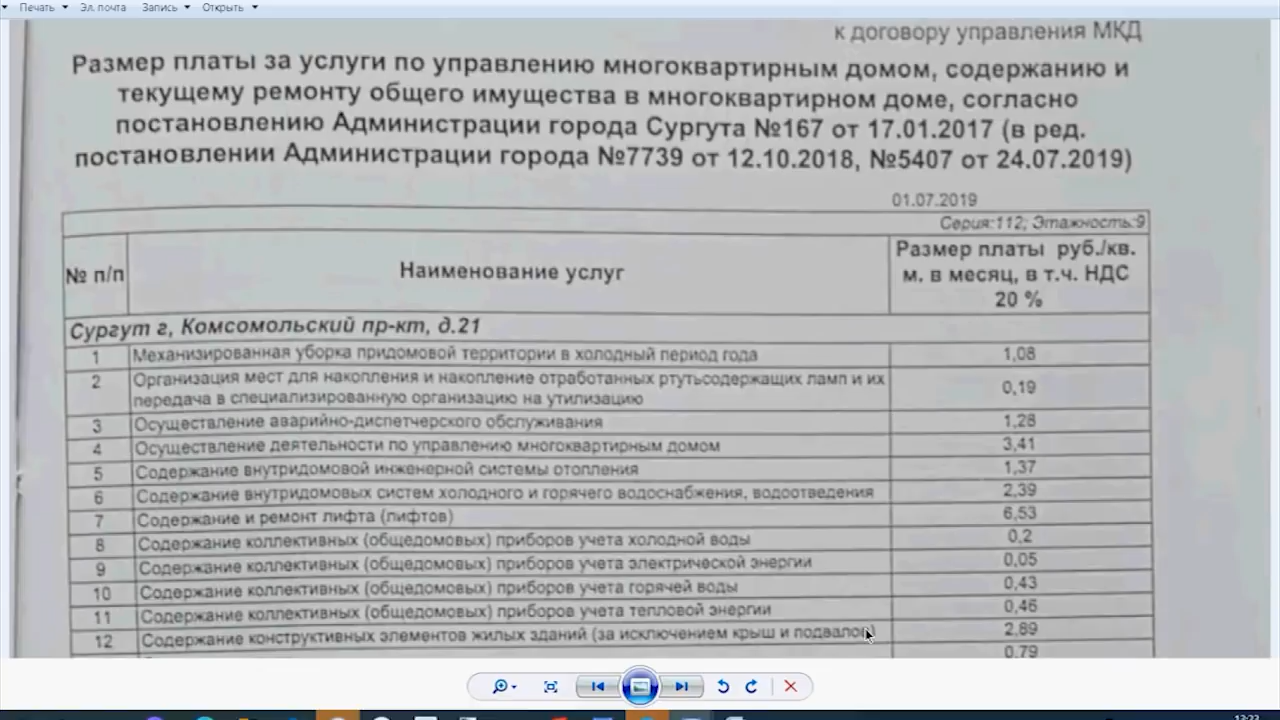 Печать Эл. почта Запись Открыть
к договору управления МКД
Размер платы за услуги по управлению многоквартирным домом, содержанию и
текущему ремонту общего имущества в многоквартирном доме, согласно
постановлению Администрации города Сургута №167 от 17.01.2017 (в ред.
постановлении Администрации города №7739 от 12.10.2018, №5407 от 24.07.2019)
01.07.2019
Серия:112; Этажность:9
№ п/п Наименование услуг Размер платы руб./кв.
м. в месяц, в т.ч. НДС
20 %
Сургут г, Комсомольский пр-кт, д.21
1 Механизированная уборка придомовой территории в холодный период года 1,08
2 Организация мест для накопления и накопление отработанных ртутьсодержащих ламп и их 0,19
передача в специализированную организацию на утилизацию
3 Осуществление аварийно-диспетчерского обслуживания 1,28
4 Осуществление деятельности по управлению многоквартирным домом 3,41
5 Содержание внутридомовой инженерной системы отопления 1,37
6 Содержание внутридомовых систем холодного и горячего водоснабжения, водоотведения 2,39
7 Содержание и ремонт лифта (лифтов) 6,53
8 Содержание коллективных (общедомовых) приборов учета холодной воды 0,2
9 Содержание коллективных (общедомовых) приборов учета электрической энергии 0,05
10 Содержание коллективных (общедомовых) приборов учета горячей воды 0,43
11 Содержание коллективных (общедомовых) приборов учета тепловой энергии 0,46
12 Содержание конструктивных элементов жилых зданий (за исключением крыш и подвалов) 2,89
0,79
13:23